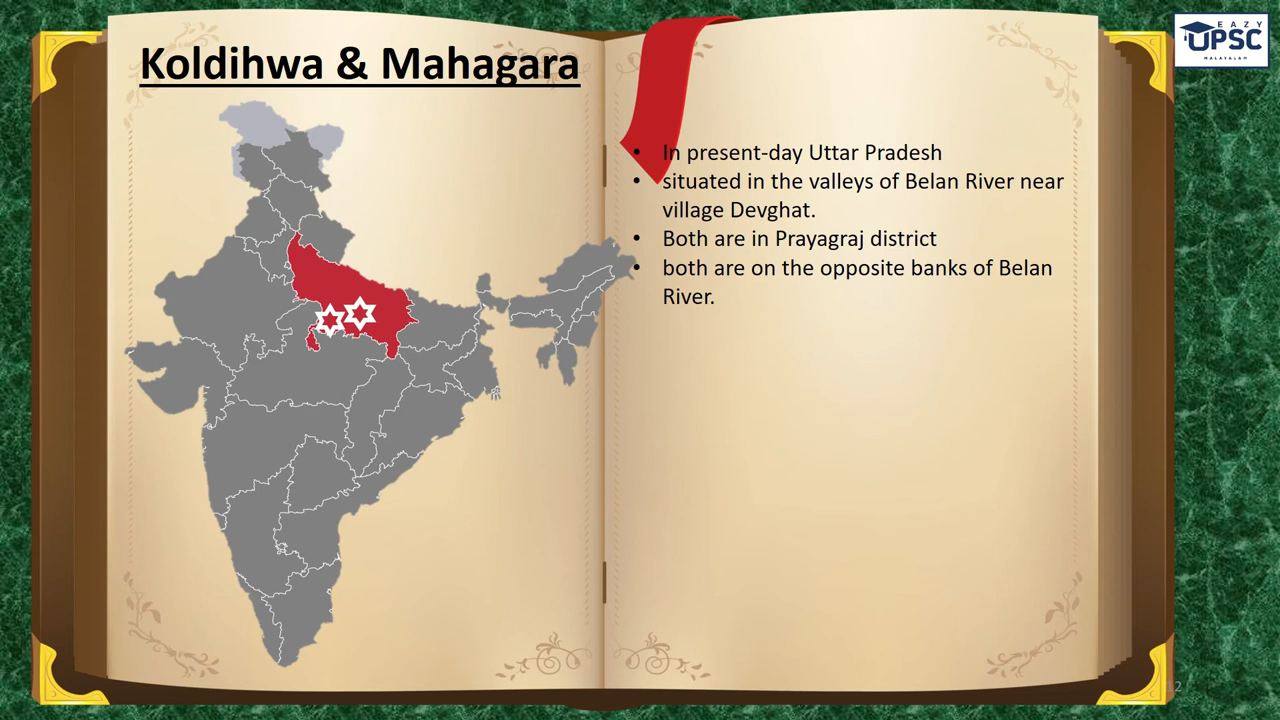 Koldihwa & Mahagara
EAZY
UPSC
MALAYALAM
• In present-day Uttar Pradesh
• situated in the valleys of Belan River near
village Devghat.
• Both are in Prayagraj district
• both are on the opposite banks of Belan
River.
12